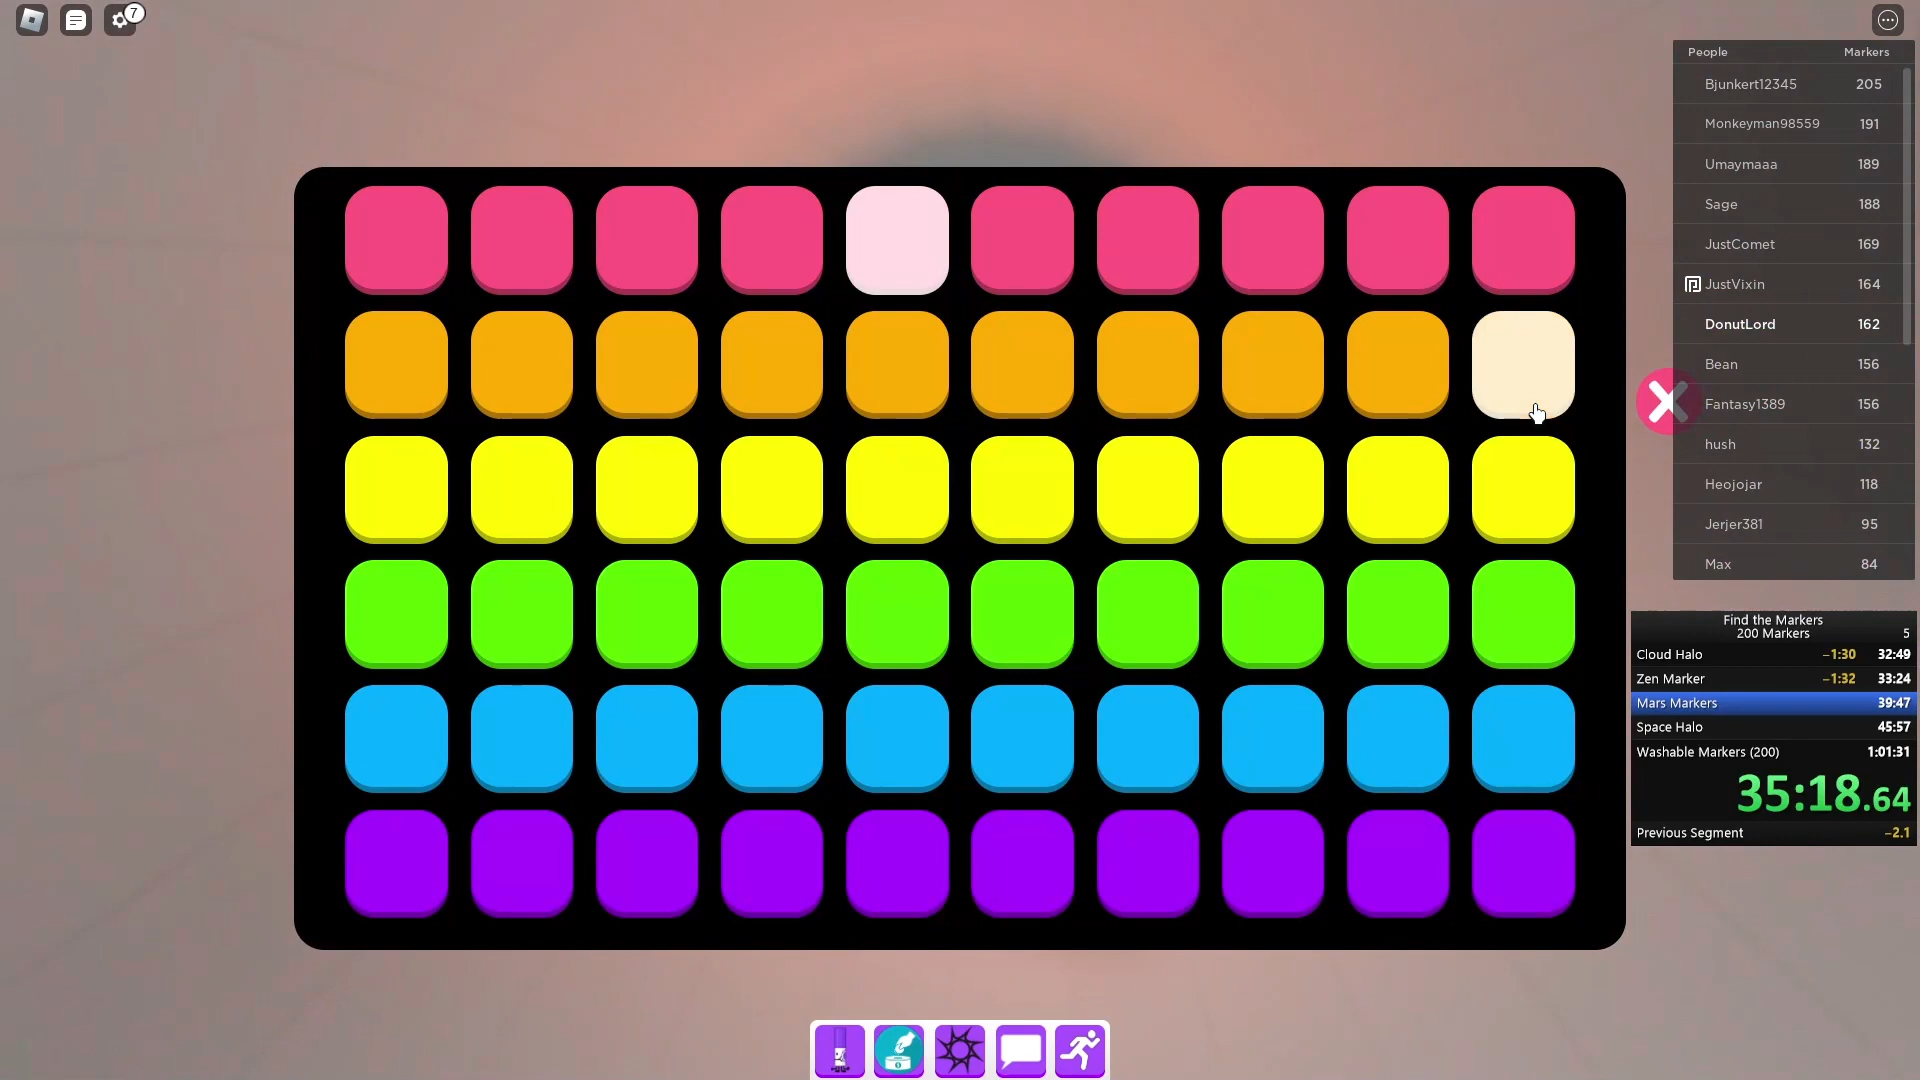 7
People Markers
Bjunkert12345 205
Monkeyman98559 191
Umaymaaa 189
Sage 188
JustComet 169
JustVixin 164
DonutLord 162
Bean 156
Fantasy1389 156
hush 132
Heojojar 118
Jerjer381 95
Max 84
Find the Markers
200 Markers 5
Cloud Halo −1:30 32:49
Zen Marker −1:32 33:24
Mars Markers 39:47
Space Halo 45:57
Washable Markers (200) 1:01:31
35:18.64
Previous Segment −2.1